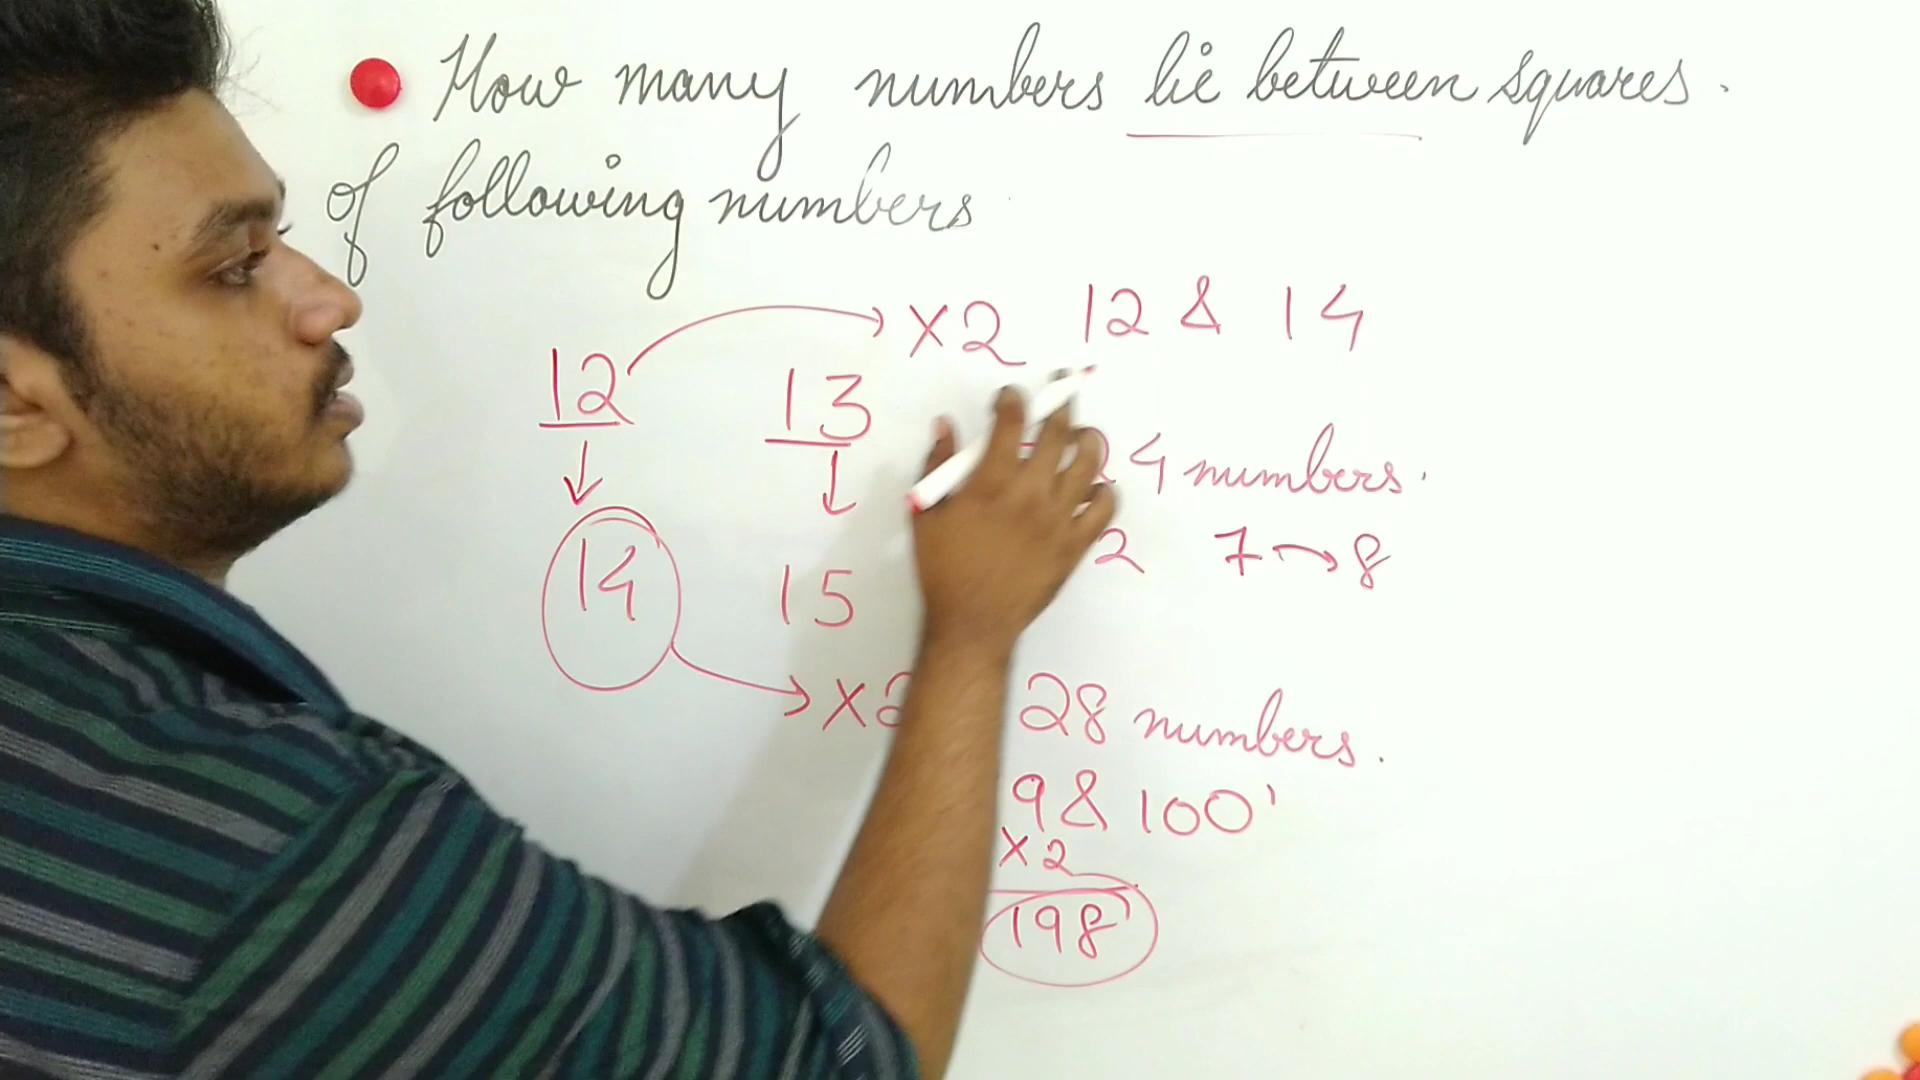 How many numbers lie between squares.
of following numbers
12 13 ×2 12 & 14
24 numbers.
14 15 2 7→8
×2 28 numbers.
9 & 100
×2
198